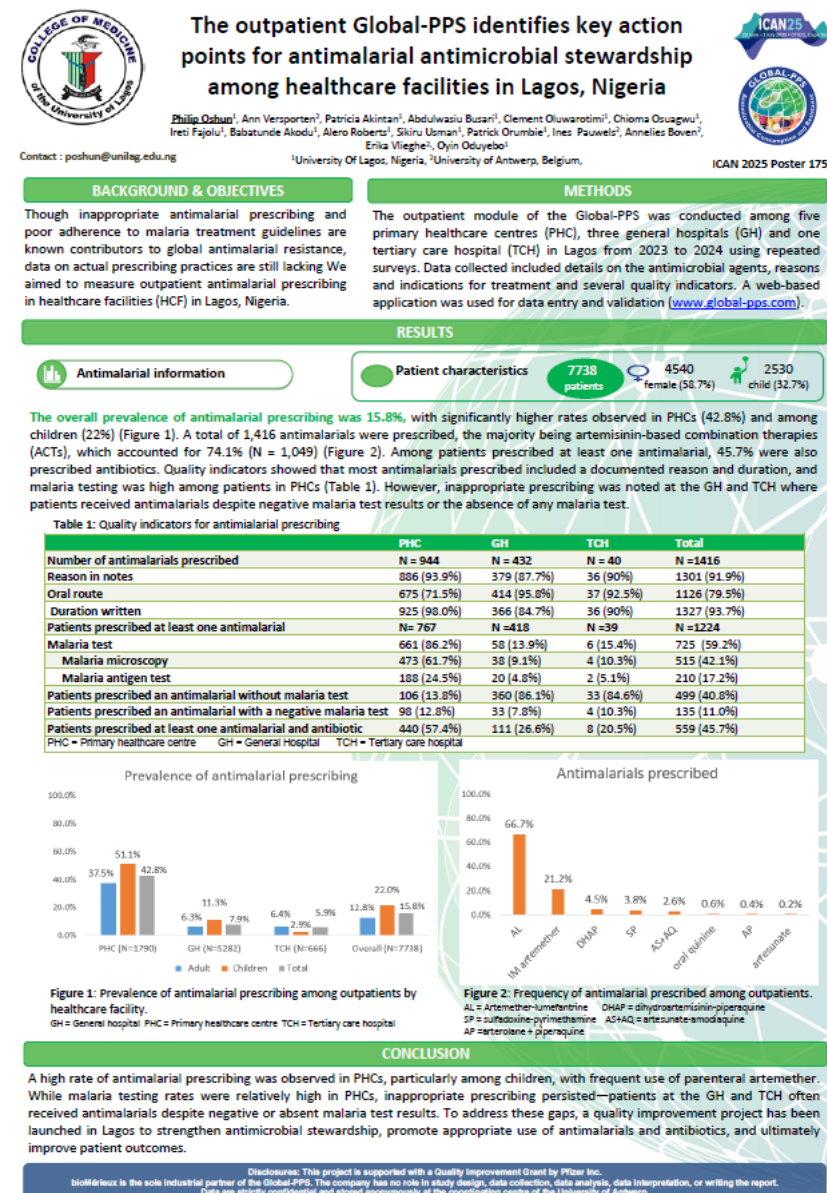 COLLEGE OF MEDICINE
of the University of Lagos
The outpatient Global-PPS identifies key action
points for antimalarial antimicrobial stewardship
among healthcare facilities in Lagos, Nigeria
ICAN25
GLOBAL-PPS
Philip Oshun¹, Ann Versporten², Patricia Akintan¹, Abdulwasiu Busari¹, Clement Oluwarotimi¹, Chioma Osuagwu¹,
Ireti Fajolu¹, Babatunde Akodu¹, Alero Roberts¹, Sikiru Usman¹, Patrick Orumbie¹, Ines Pauwels², Annelies Boven²,
Erika Vlieghe², Oyin Oduyebo¹
Contact : poshun@unilag.edu.ng
¹University Of Lagos, Nigeria, ²University of Antwerp, Belgium,
ICAN 2025 Poster 175
BACKGROUND & OBJECTIVES
Though inappropriate antimalarial prescribing and
poor adherence to malaria treatment guidelines are
known contributors to global antimalarial resistance,
data on actual prescribing practices are still lacking We
aimed to measure outpatient antimalarial prescribing
in healthcare facilities (HCF) in Lagos, Nigeria.
METHODS
The outpatient module of the Global-PPS was conducted among five
primary healthcare centres (PHC), three general hospitals (GH) and one
tertiary care hospital (TCH) in Lagos from 2023 to 2024 using repeated
surveys. Data collected included details on the antimicrobial agents, reasons
and indications for treatment and several quality indicators. A web-based
application was used for data entry and validation (www.global-pps.com).
RESULTS
Antimalarial information
Patient characteristics
7738
patients
4540
female (58.7%)
2530
child (32.7%)
The overall prevalence of antimalarial prescribing was 15.8%, with significantly higher rates observed in PHCs (42.8%) and among
children (22%) (Figure 1). A total of 1,416 antimalarials were prescribed, the majority being artemisinin-based combination therapies
(ACTs), which accounted for 74.1% (N = 1,049) (Figure 2). Among patients prescribed at least one antimalarial, 45.7% were also
prescribed antibiotics. Quality indicators showed that most antimalarials prescribed included a documented reason and duration, and
malaria testing was high among patients in PHCs (Table 1). However, inappropriate prescribing was noted at the GH and TCH where
patients received antimalarials despite negative malaria test results or the absence of any malaria test.
Table 1: Quality indicators for antimialarial prescribing
PHC GH TCH Total
Number of antimalarials prescribed N = 944 N = 432 N = 40 N =1416
Reason in notes 886 (93.9%) 379 (87.7%) 36 (90%) 1301 (91.9%)
Oral route 675 (71.5%) 414 (95.8%) 37 (92.5%) 1126 (79.5%)
Duration written 925 (98.0%) 366 (84.7%) 36 (90%) 1327 (93.7%)
Patients prescribed at least one antimalarial N= 767 N =418 N =39 N =1224
Malaria test 661 (86.2%) 58 (13.9%) 6 (15.4%) 725 (59.2%)
Malaria microscopy 473 (61.7%) 38 (9.1%) 4 (10.3%) 515 (42.1%)
Malaria antigen test 188 (24.5%) 20 (4.8%) 2 (5.1%) 210 (17.2%)
Patients prescribed an antimalarial without malaria test 106 (13.8%) 360 (86.1%) 33 (84.6%) 499 (40.8%)
Patients prescribed an antimalarial with a negative malaria test 98 (12.8%) 33 (7.8%) 4 (10.3%) 135 (11.0%)
Patients prescribed at least one antimalarial and antibiotic 440 (57.4%) 111 (26.6%) 8 (20.5%) 559 (45.7%)
PHC = Primary healthcare centre GH = General Hospital TCH = Tertiary care hospital
Prevalence of antimalarial prescribing
100.0%
80.0%
60.0%
40.0%
20.0%
0.0%
37.5% 51.1% 42.8%
6.3% 11.3% 7.9%
6.4% 2.9% 5.9%
12.8% 22.0% 15.8%
PHC (N=1790) GH (N=5282) TCH (N=666) Overall (N=7738)
Adult Children Total
Figure 1: Prevalence of antimalarial prescribing among outpatients by
healthcare facility.
GH = General hospital PHC = Primary healthcare centre TCH = Tertiary care hospital
Antimalarials prescribed
100.0%
80.0%
60.0%
40.0%
20.0%
0.0%
66.7% 21.2% 4.5% 3.8% 2.6% 0.6% 0.4% 0.2%
AL IM artemether DHAP SP AS+AQ oral quinine AP artesunate
Figure 2: Frequency of antimalarial prescribed among outpatients.
AL = Artemether-lumefantrine DHAP = dihydroartemisinin-piperaquine
SP = sulfadoxine-pyrimethamine AS+AQ = artesunate-amodiaquine
AP =arterolane + piperaquine
CONCLUSION
A high rate of antimalarial prescribing was observed in PHCs, particularly among children, with frequent use of parenteral artemether.
While malaria testing rates were relatively high in PHCs, inappropriate prescribing persisted—patients at the GH and TCH often
received antimalarials despite negative or absent malaria test results. To address these gaps, a quality improvement project has been
launched in Lagos to strengthen antimicrobial stewardship, promote appropriate use of antimalarials and antibiotics, and ultimately
improve patient outcomes.
Disclosures: This project is supported with a Quality Improvement Grant by Pfizer Inc.
bioMérieux is the sole industrial partner of the Global-PPS. The company has no role in study design, data collection, data analysis, data interpretation, or writing the report.
Data are strictly confidential and stored anonymously at the coordinating centre of the University of Antwerp